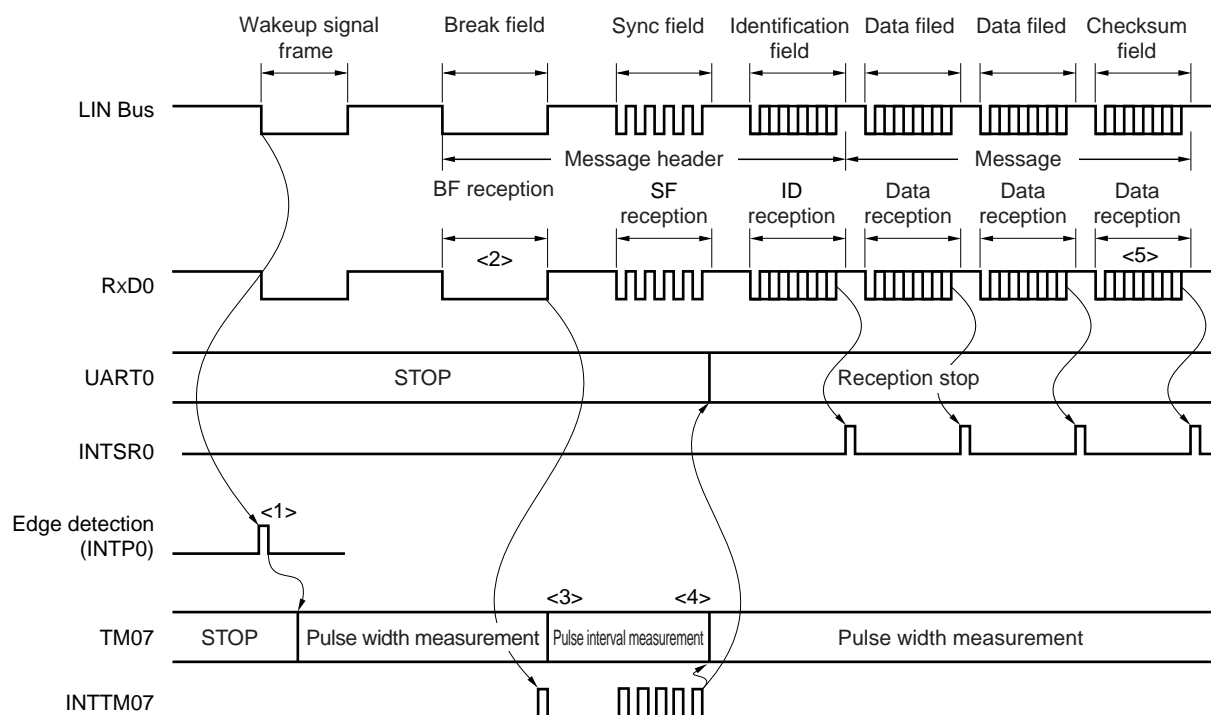 Wakeup signal
frame
Break field
Sync field
Identification
field
Data filed
Data filed
Checksum
field
LIN Bus
Message header
Message
BF reception
SF
reception
ID
reception
Data
reception
Data
reception
Data
reception
<2>
<5>
RxD0
UART0
STOP
Reception stop
INTSR0
<1>
Edge detection
(INTP0)
<3>
<4>
TM07
STOP
Pulse width measurement
Pulse interval measurement
Pulse width measurement
INTTM07